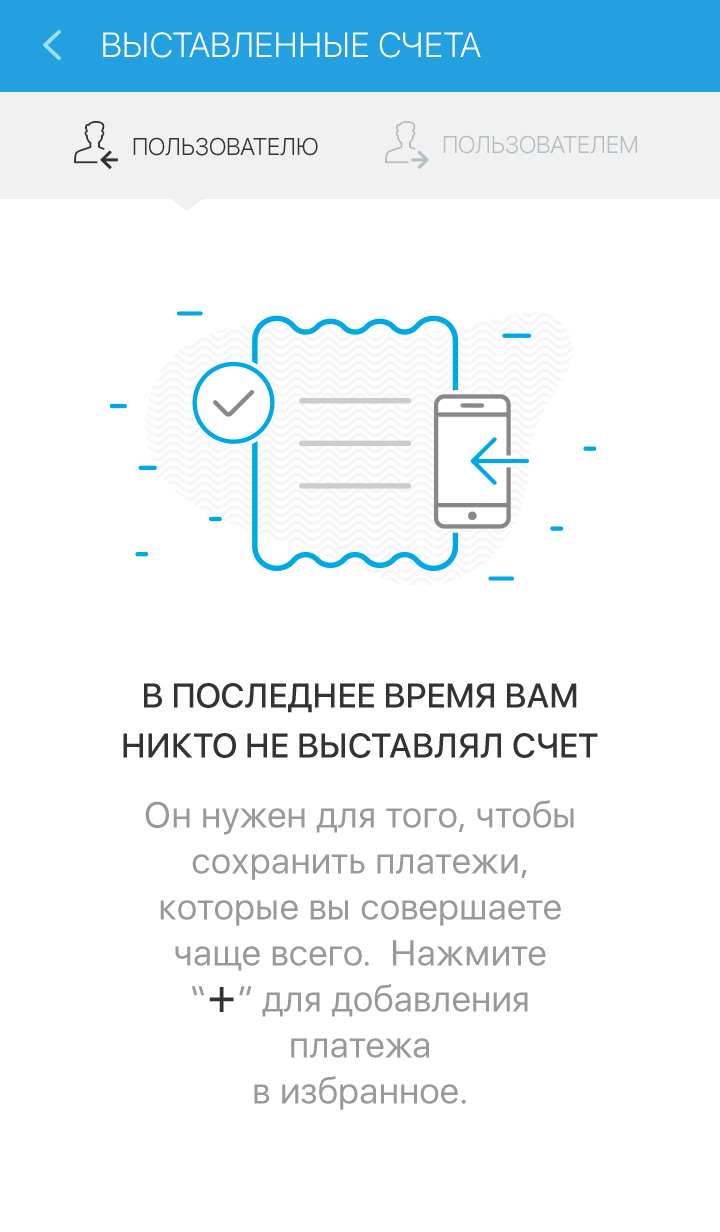 ВЫСТАВЛЕННЫЕ СЧЕТА
ПОЛЬЗОВАТЕЛЮ
ПОЛЬЗОВАТЕЛЕМ
В ПОСЛЕДНЕЕ ВРЕМЯ ВАМ
НИКТО НЕ ВЫСТАВЛЯЛ СЧЕТ
Он нужен для того, чтобы
сохранить платежи,
которые вы совершаете
чаще всего.  Нажмите
“+” для добавления
платежа
в избранное.